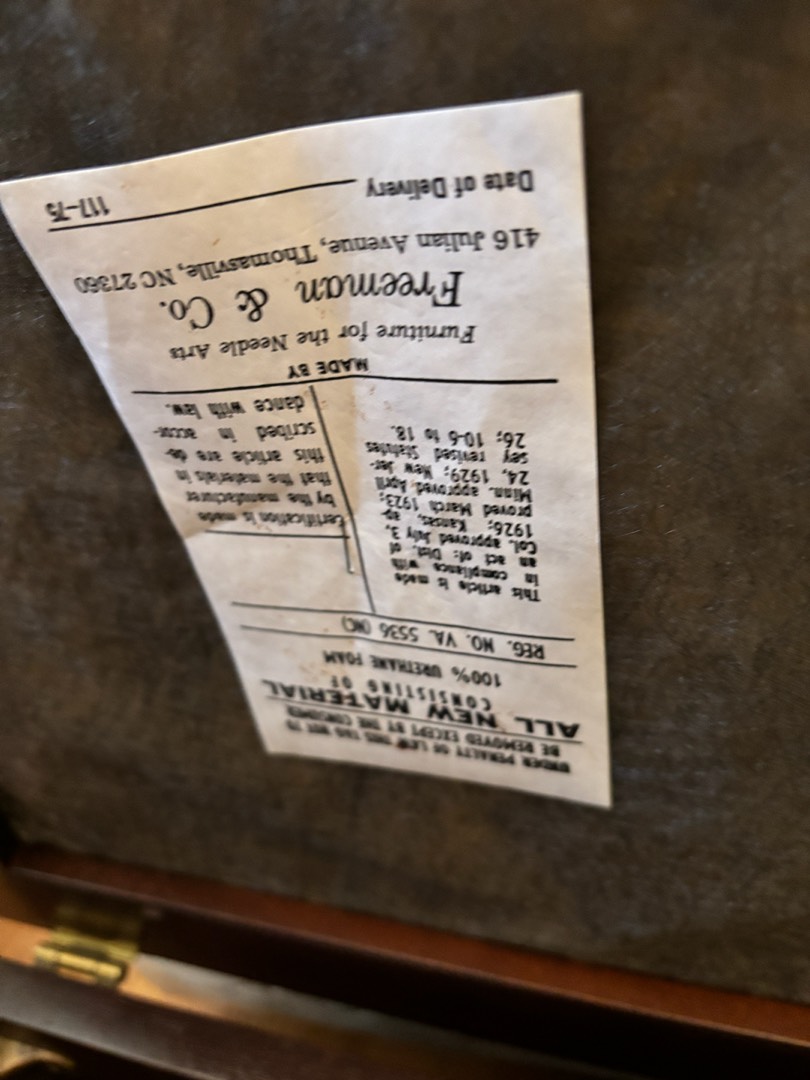 UNDER PENALTY OF LAW THIS TAG NOT TO
BE REMOVED EXCEPT BY THE CONSUMER
ALL NEW MATERIAL
CONSISTING OF
100% URETHANE FOAM
REG. NO. VA. 5536 (NC)
This article is made
in compliance with
an act of: Dist. of
Col. approved July 3,
1926; Kansas, ap-
proved March 1923;
Minn. approved April
24, 1929; New Jer-
sey revised Statutes
26; 10-6 to 18.
Certification is made
by the manufacturer
that the materials in
this article are de-
scribed in accor-
dance with law.
MADE BY
Furniture for the Needle Arts
Freeman & Co.
416 Julian Avenue, Thomasville, NC 27360
Date of Delivery
117-75